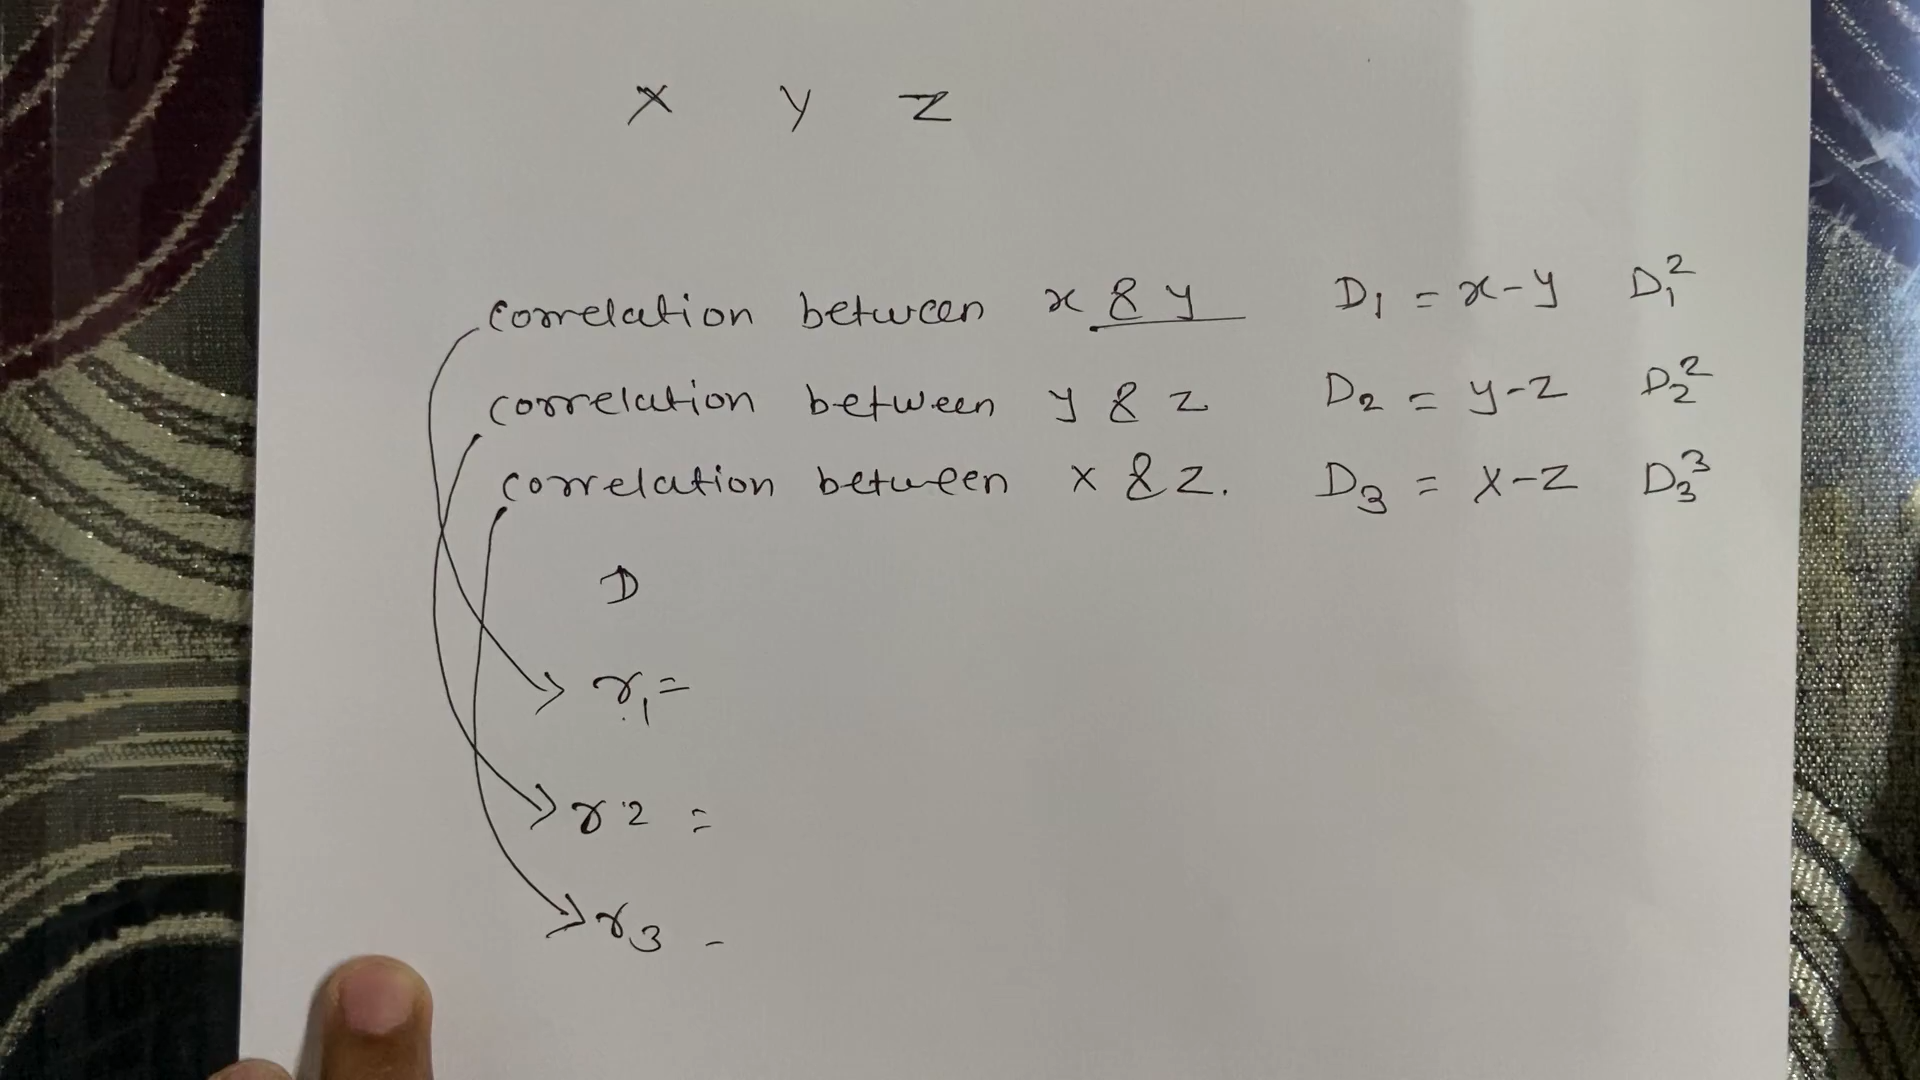 X Y Z
correlation between x & y D₁ = x-y D₁²
correlation between y & z D₂ = y-z D₂²
correlation between x & z. D₃ = x-z D₃³
D
r₁=
r2 =
r₃ -